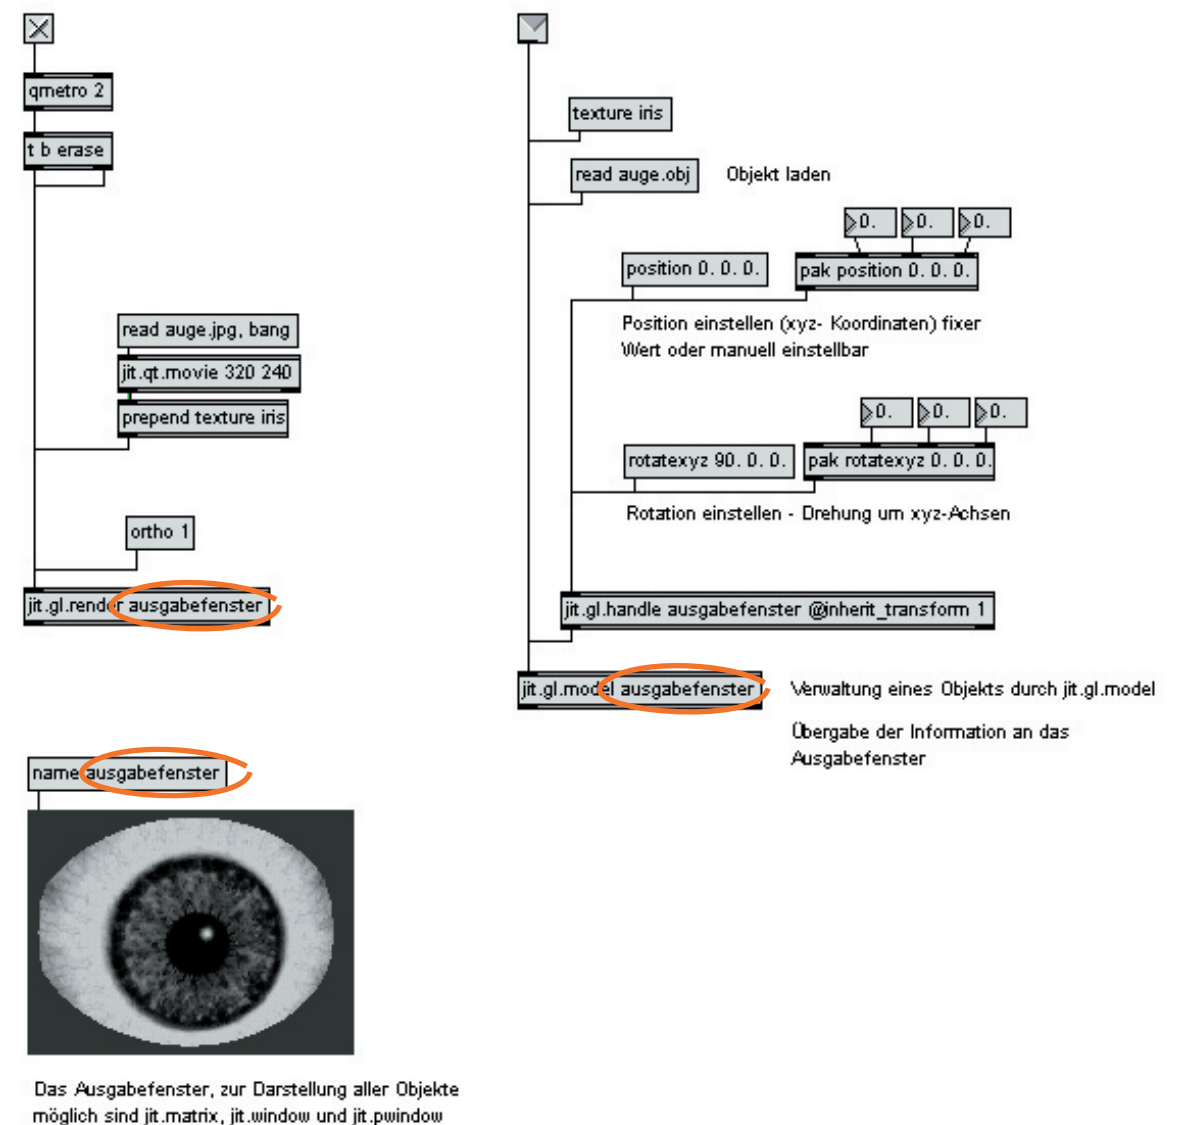 qmetro 2
t b erase
read auge.jpg, bang
jit.qt.movie 320 240
prepend texture iris
ortho 1
jit.gl.render ausgabefenster
name ausgabefenster
Das Ausgabefenster, zur Darstellung aller Objekte
möglich sind jit.matrix, jit.window und jit.pwindow
texture iris
read auge.obj
Objekt laden
0. 0. 0.
position 0. 0. 0.
pak position 0. 0. 0.
Position einstellen (xyz- Koordinaten) fixer
Wert oder manuell einstellbar
0. 0. 0.
rotatexyz 90. 0. 0.
pak rotatexyz 0. 0. 0.
Rotation einstellen - Drehung um xyz-Achsen
jit.gl.handle ausgabefenster @inherit_transform 1
jit.gl.model ausgabefenster
Verwaltung eines Objekts durch jit.gl.model
Übergabe der Information an das
Ausgabefenster